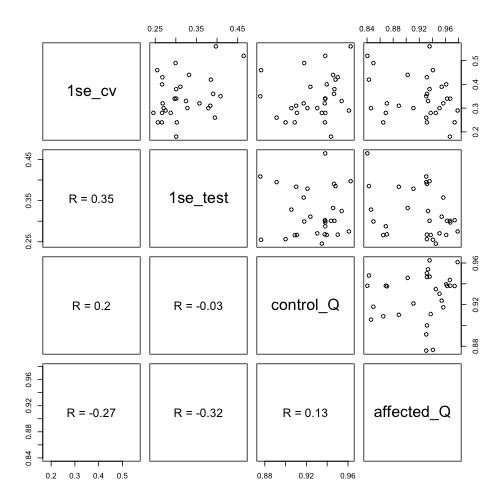 0.25 0.35 0.45
0.84 0.88 0.93 0.96
1se_cv
0.2 0.3 0.4 0.5
0.25 0.35 0.45
R = 0.35
1se_test
R = 0.2
R = -0.03
control_Q
0.88 0.92 0.96
0.84 0.88 0.92 0.96
R = -0.27
R = -0.32
R = 0.13
affected_Q
0.2 0.3 0.4 0.5
0.88 0.92 0.96